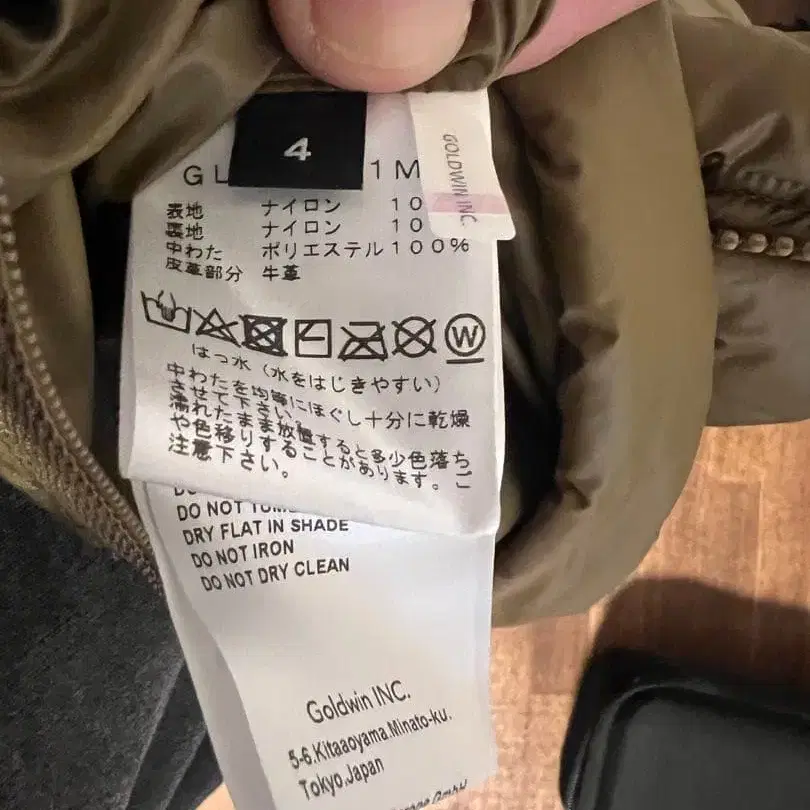 4
GL 1M
GOLDWIN INC.
表地 ナイロン 10
裏地 ナイロン 10
中わた ポリエステル 100%
皮革部分 牛革
W
はっ水 (水をはじきやすい)
中わたを均等にほぐし十分に乾燥
させて下さい。
濡れたまま放置すると多少色落ち
や色移りすることがあります。ご
注意下さい。
DO NOT
DRY FLAT IN SHADE
DO NOT IRON
DO NOT DRY CLEAN
Goldwin INC.
5-6,Kitaaoyama,Minato-ku,
Tokyo,Japan
GmbH